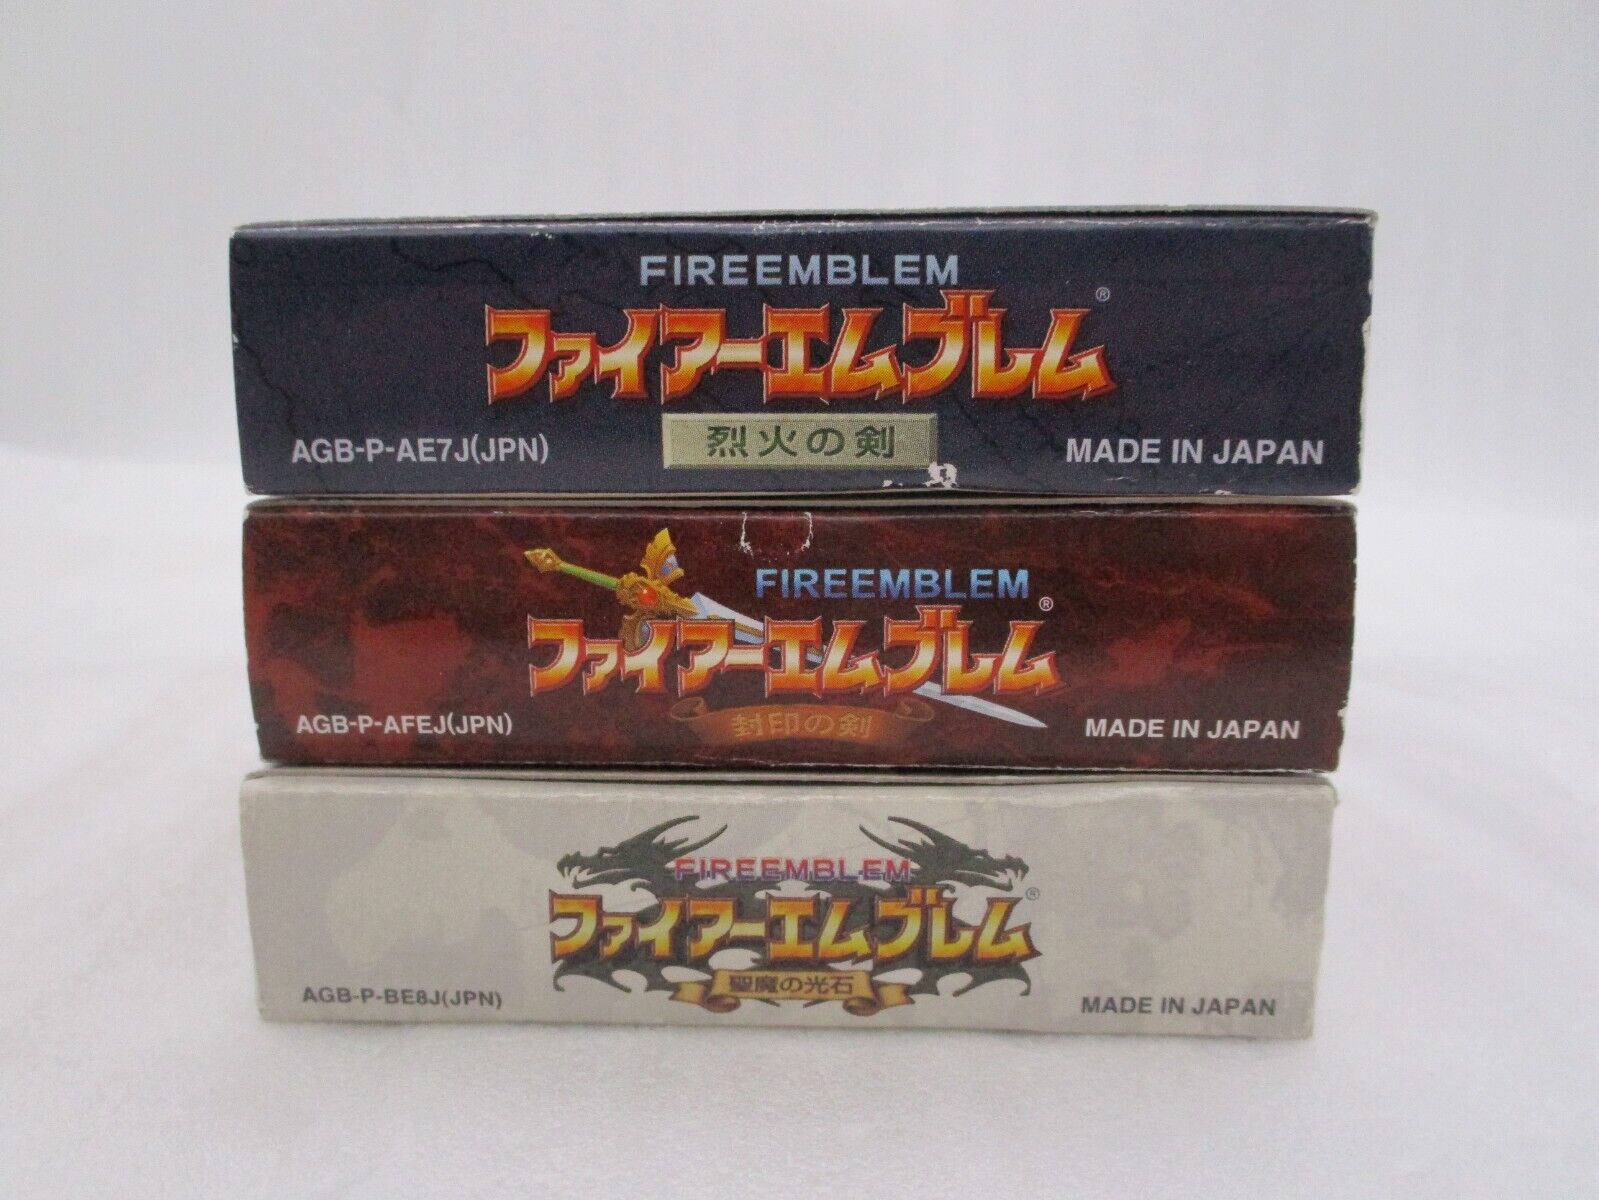 FIREEMBLEM
ファイアーエムブレム®
烈火の剣
AGB-P-AE7J(JPN)
MADE IN JAPAN
FIREEMBLEM
ファイアーエムブレム®
封印の剣
AGB-P-AFEJ(JPN)
MADE IN JAPAN
FIREEMBLEM
ファイアーエムブレム®
聖魔の光石
AGB-P-BE8J(JPN)
MADE IN JAPAN